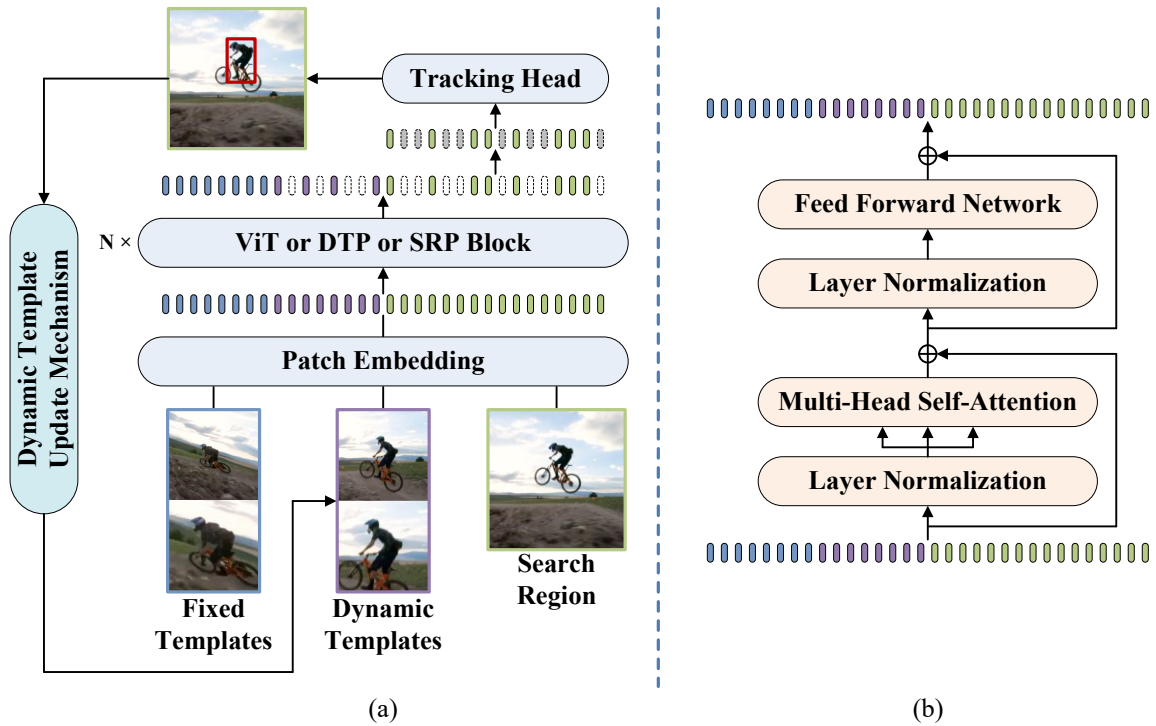 Tracking Head
N ×
ViT or DTP or SRP Block
Patch Embedding
Dynamic Template
Update Mechanism
Fixed
Templates
Dynamic
Templates
Search
Region
(a)
Feed Forward Network
Layer Normalization
Multi-Head Self-Attention
Layer Normalization
(b)